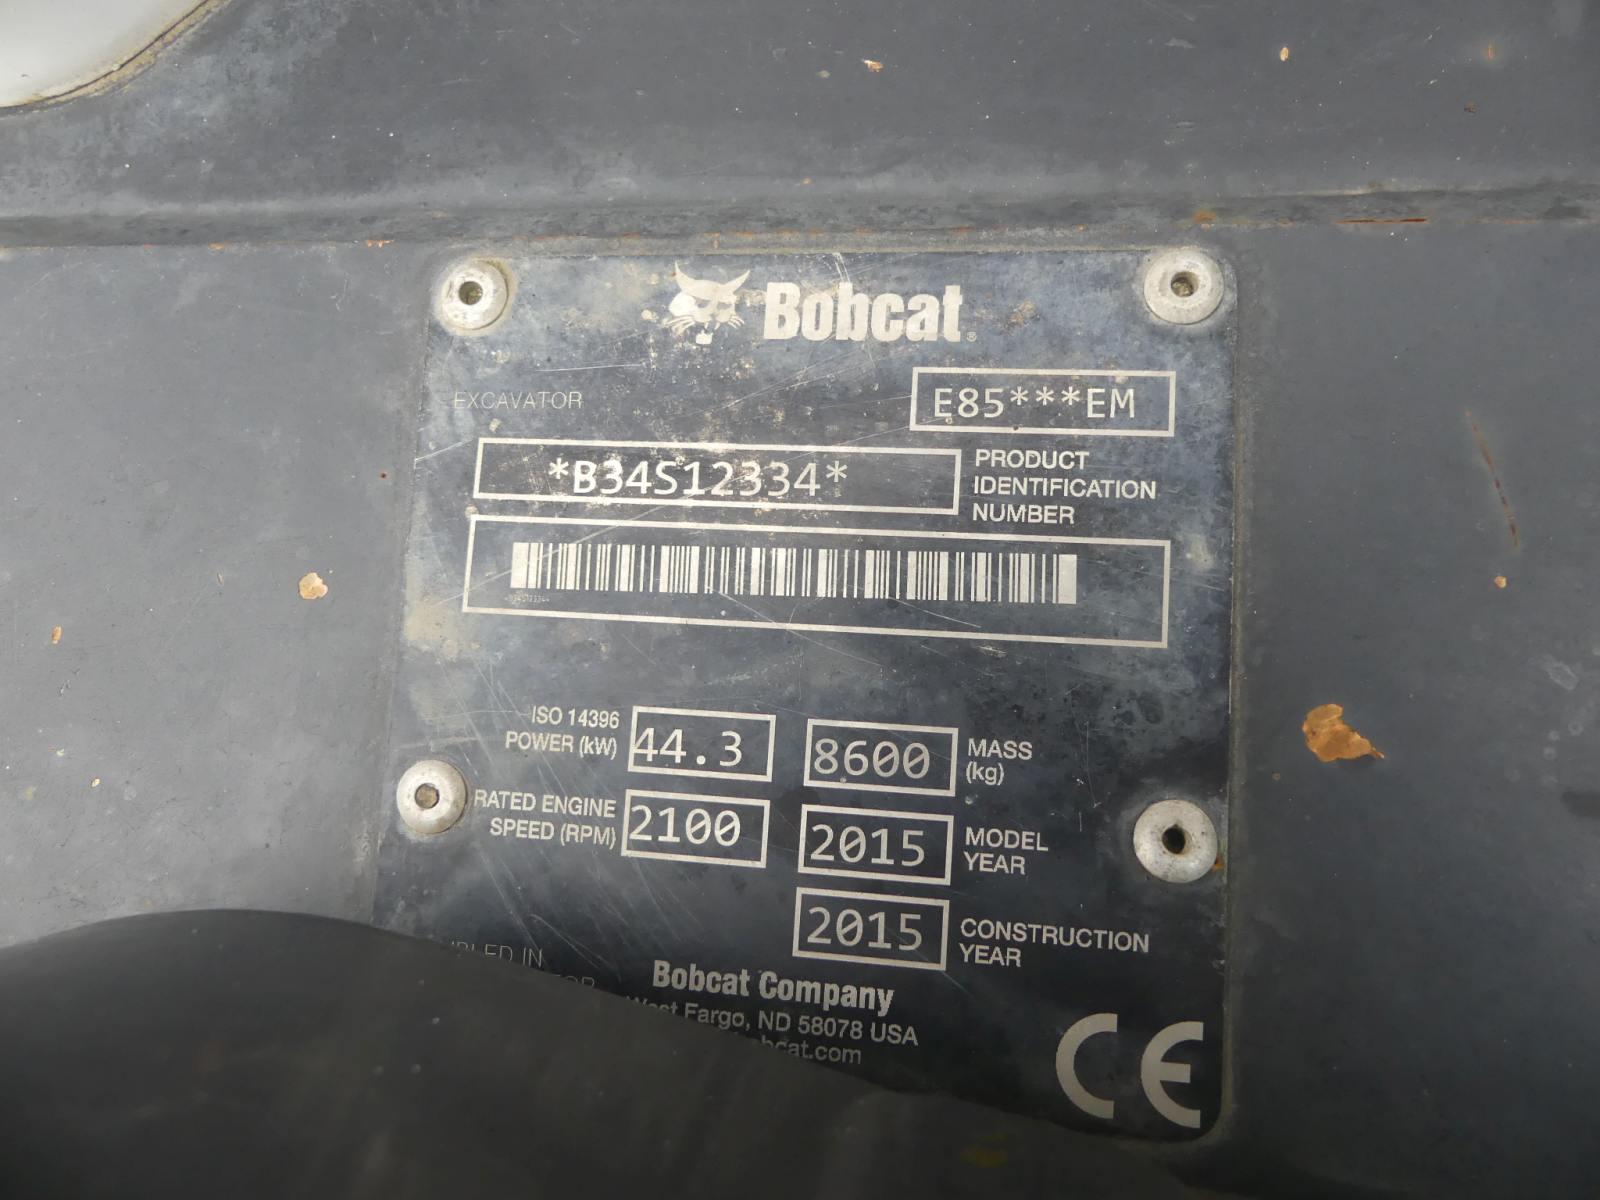 Bobcat®
EXCAVATOR
E85***EM
*B34S12334*
PRODUCT
IDENTIFICATION
NUMBER
ISO 14396
POWER (kW)
44.3
8600
MASS
(kg)
RATED ENGINE
SPEED (RPM)
2100
2015
MODEL
YEAR
2015
CONSTRUCTION
YEAR
IN
Bobcat Company
West Fargo, ND 58078 USA
CE